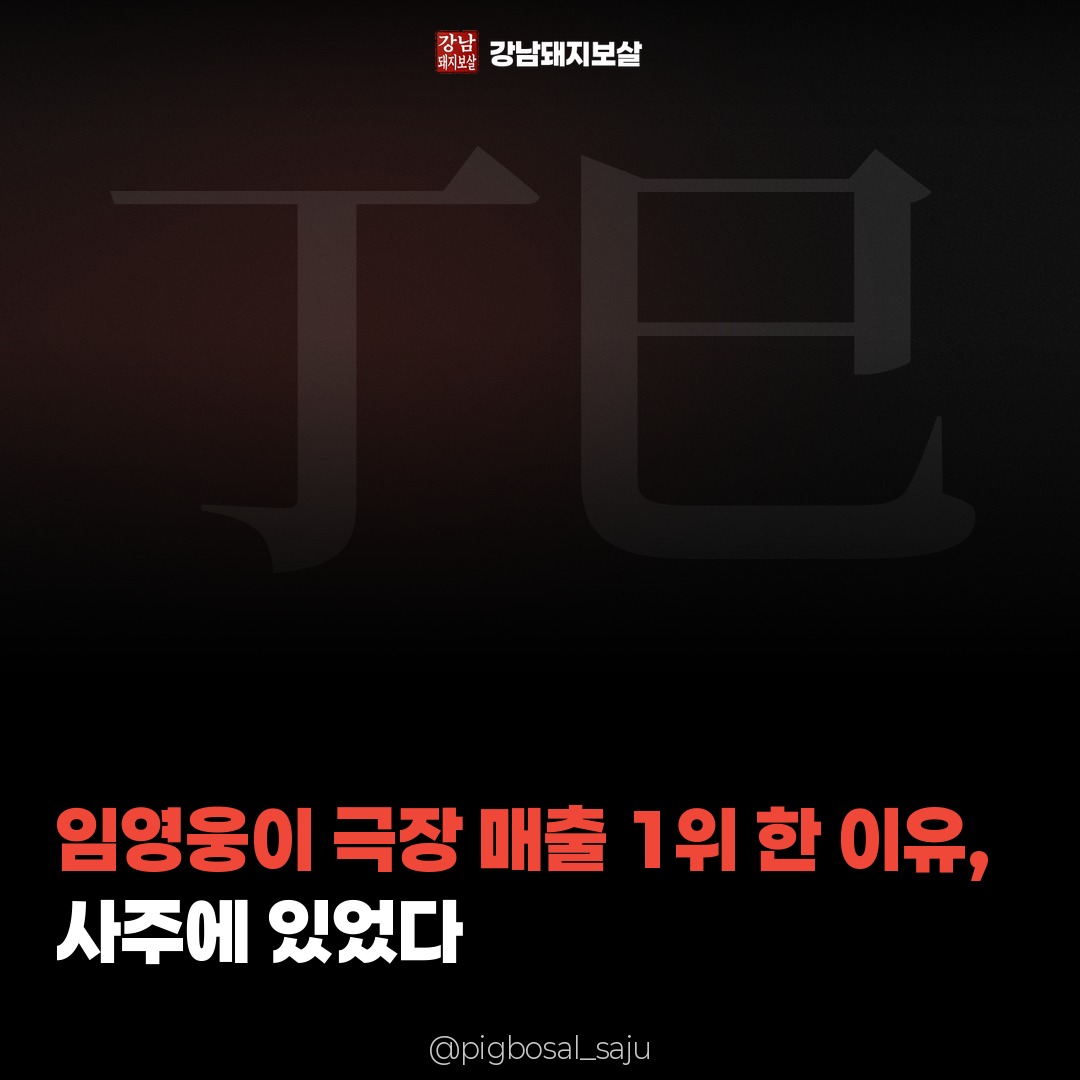 강남
돼지보살
강남돼지보살
丁巳
임영웅이 극장 매출 1위 한 이유,
사주에 있었다
@pigbosal_saju